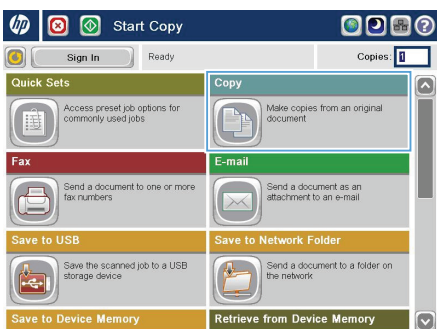 hp
Start Copy
?
Sign In
Ready
Copies: 1
Quick Sets
Access preset job options for
commonly used jobs
Copy
Make copies from an original
document
Fax
Send a document to one or more
fax numbers
E-mail
Send a document as an
attachment to an e-mail
Save to USB
Save the scanned job to a USB
storage device
Save to Network Folder
Send a document to a folder on
the network
Save to Device Memory
Retrieve from Device Memory